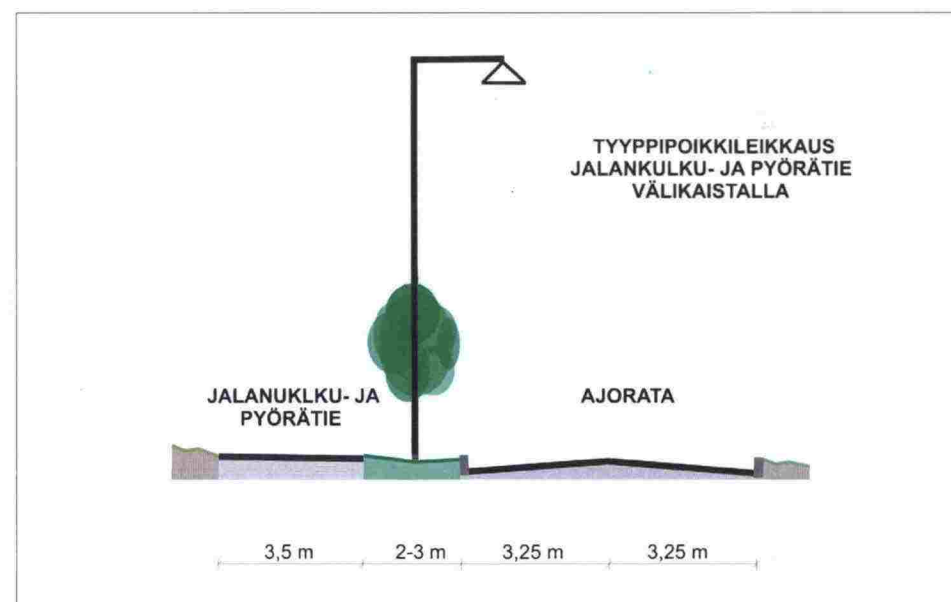 TYYPPIPOIKKILEIKKAUS
JALANKULKU- JA PYÖRÄTIE
VÄLIKAISTALLA
JALANUKLKU- JA
PYÖRÄTIE
AJORATA
3,5 m
2-3 m
3,25 m
3,25 m